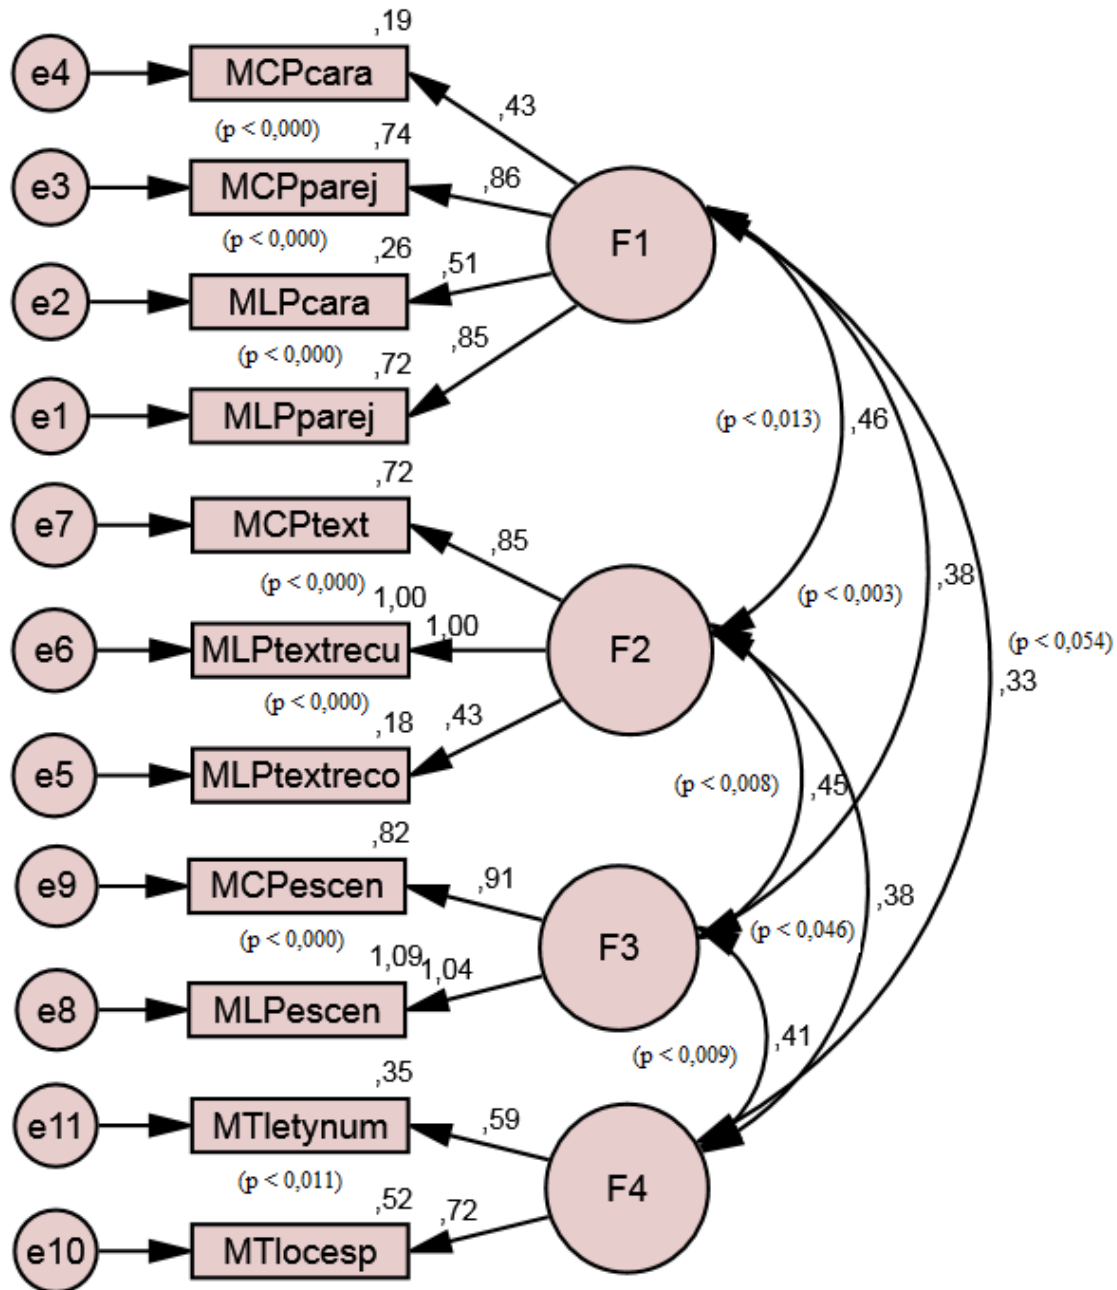 ,19
e4 MCPcara
,43
(p < 0,000)
,74
e3 MCPparej
,86
(p < 0,000)
F1
,26
,51
e2 MLPcara
(p < 0,000)
,85
,72
e1 MLPparej
(p < 0,013)
,46
,72
e7 MCPtext
,85
(p < 0,000)
,38
(p < 0,003)
1,00
1,00
e6 MLPtextrecu
F2
(p < 0,054)
,33
(p < 0,000)
,18
,43
e5 MLPtextreco
(p < 0,008)
,45
,82
e9 MCPescen
,91
,38
(p < 0,000)
(p < 0,046)
F3
1,09
1,04
e8 MLPescen
(p < 0,009)
,41
,35
e11 MTletynum
,59
(p < 0,011)
F4
,52
,72
e10 MTlocesp